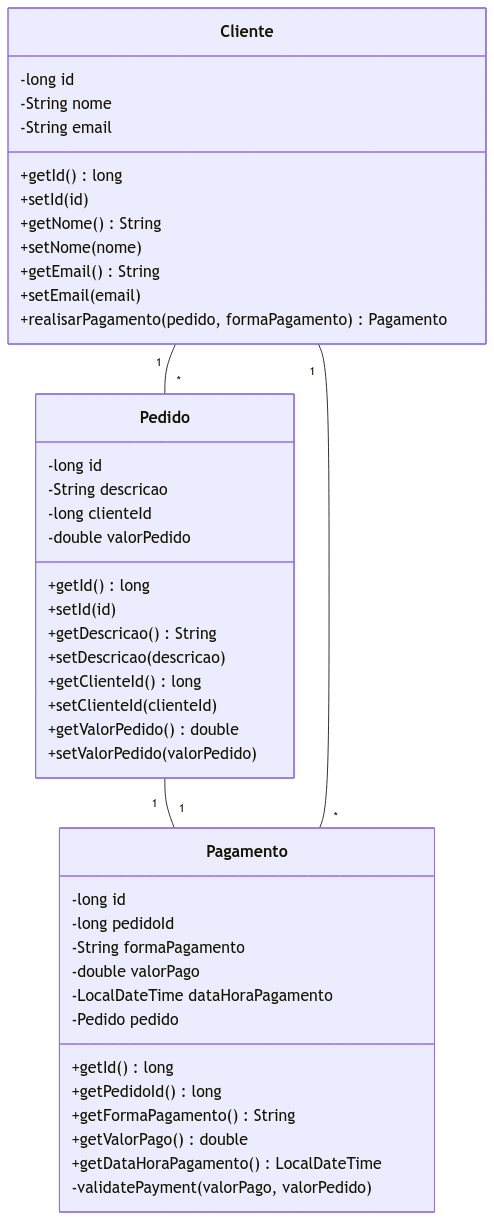 Cliente
-long id
-String nome
-String email
+getId() : long
+setId(id)
+getNome() : String
+setNome(nome)
+getEmail() : String
+setEmail(email)
+realisarPagamento(pedido, formaPagamento) : Pagamento
1
*
1
Pedido
-long id
-String descricao
-long clienteId
-double valorPedido
+getId() : long
+setId(id)
+getDescricao() : String
+setDescricao(descricao)
+getClienteId() : long
+setClienteId(clienteId)
+getValorPedido() : double
+setValorPedido(valorPedido)
1
1
*
Pagamento
-long id
-long pedidoId
-String formaPagamento
-double valorPago
-LocalDateTime dataHoraPagamento
-Pedido pedido
+getId() : long
+getPedidoId() : long
+getFormaPagamento() : String
+getValorPago() : double
+getDataHoraPagamento() : LocalDateTime
-validatePayment(valorPago, valorPedido)